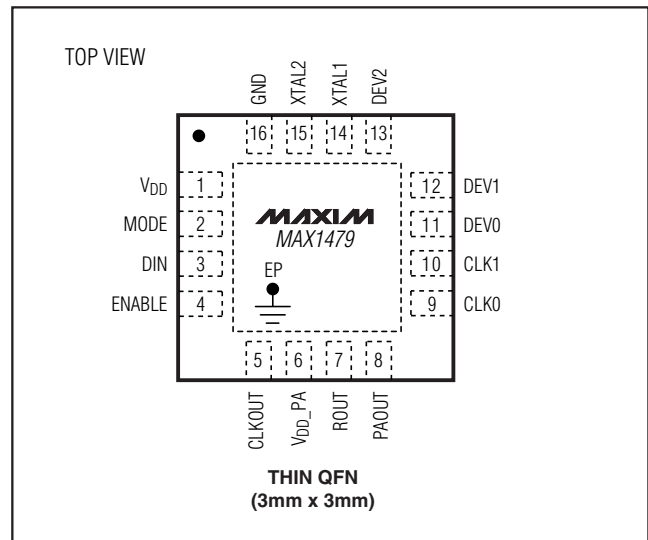 TOP VIEW
GND
XTAL2
XTAL1
DEV2
16 15 14 13
VDD 1
MODE 2
DIN 3
ENABLE 4
12 DEV1
11 DEV0
10 CLK1
9 CLK0
MAXIM
MAX1479
EP
5 6 7 8
CLKOUT
VDD_PA
ROUT
PAOUT
THIN QFN
(3mm x 3mm)